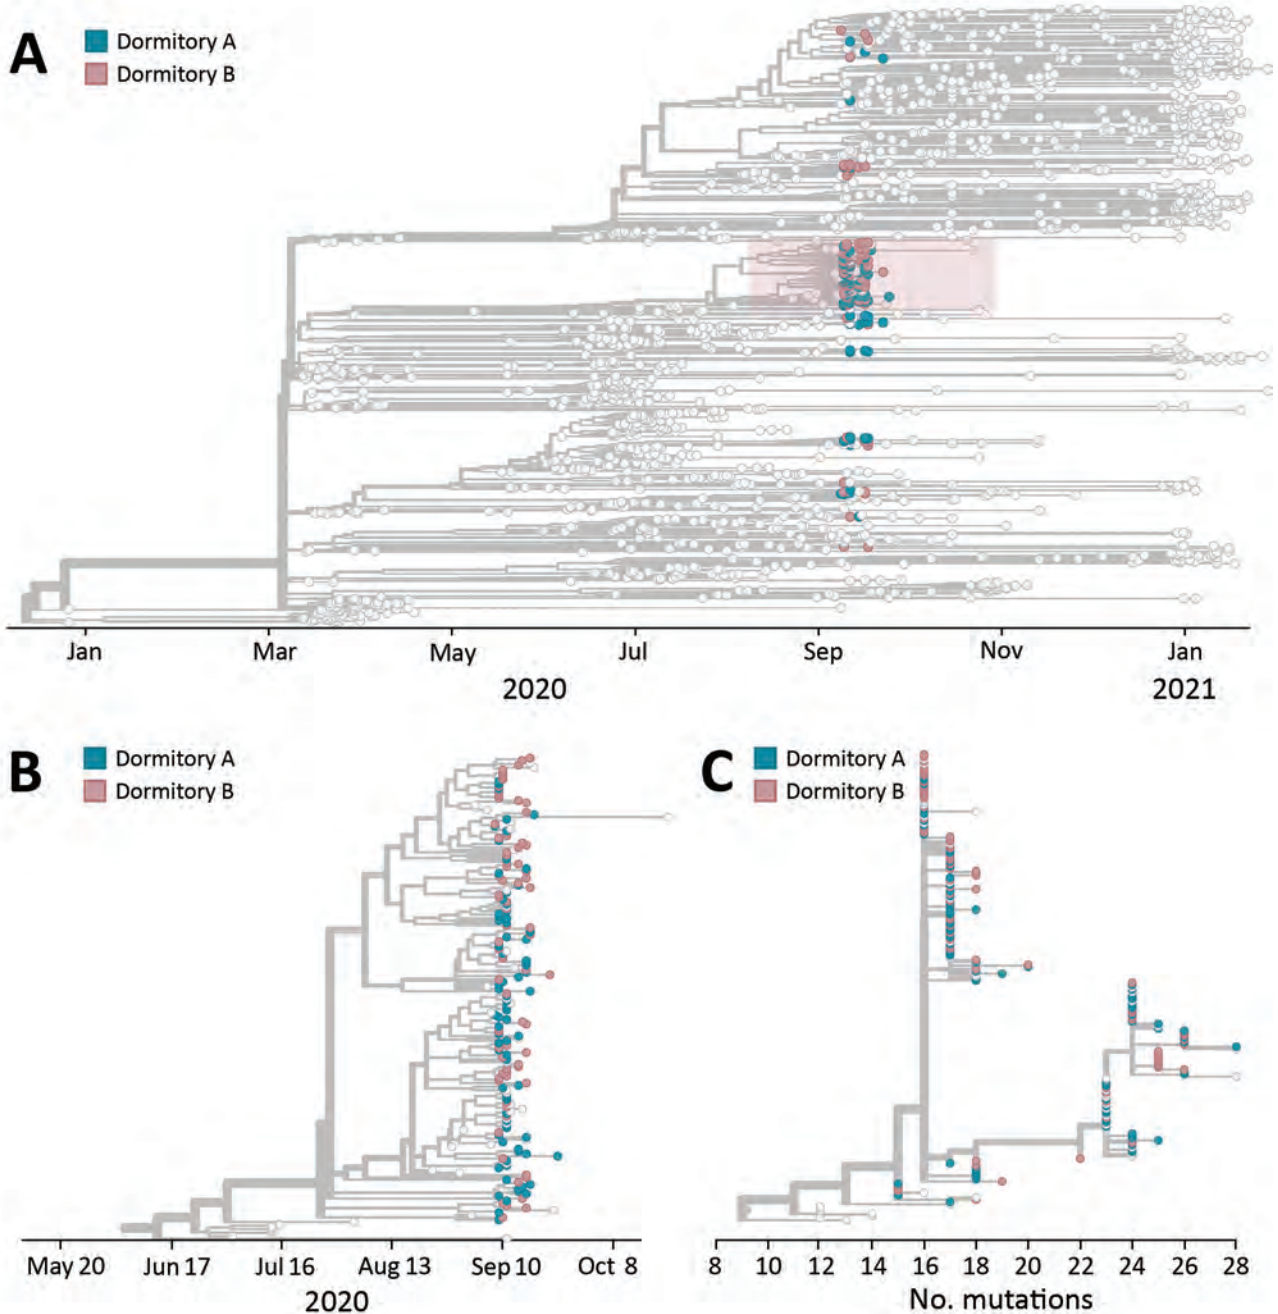 A
Dormitory A
Dormitory B
Jan Mar May Jul Sep Nov Jan
2020 2021
B
Dormitory A
Dormitory B
May 20 Jun 17 Jul 16 Aug 13 Sep 10 Oct 8
2020
C
Dormitory A
Dormitory B
8 10 12 14 16 18 20 22 24 26 28
No. mutations